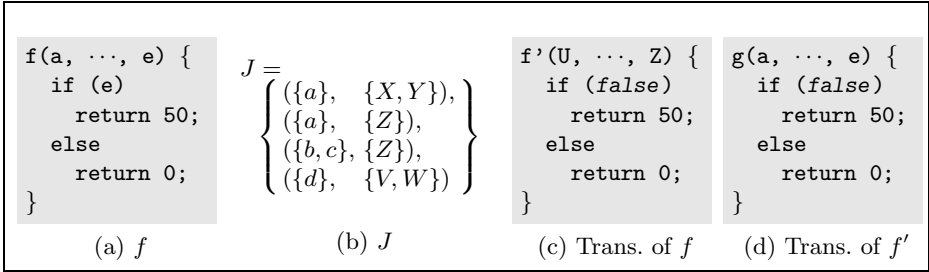 f(a, ···, e) {
if (e)
return 50;
else
return 0;
}
(a) f
J =
({a}, {X, Y}),
({a}, {Z}),
({b, c}, {Z}),
({d}, {V, W})
(b) J
f'(U, ···, Z) {
if (false)
return 50;
else
return 0;
}
(c) Trans. of f
g(a, ···, e) {
if (false)
return 50;
else
return 0;
}
(d) Trans. of f′